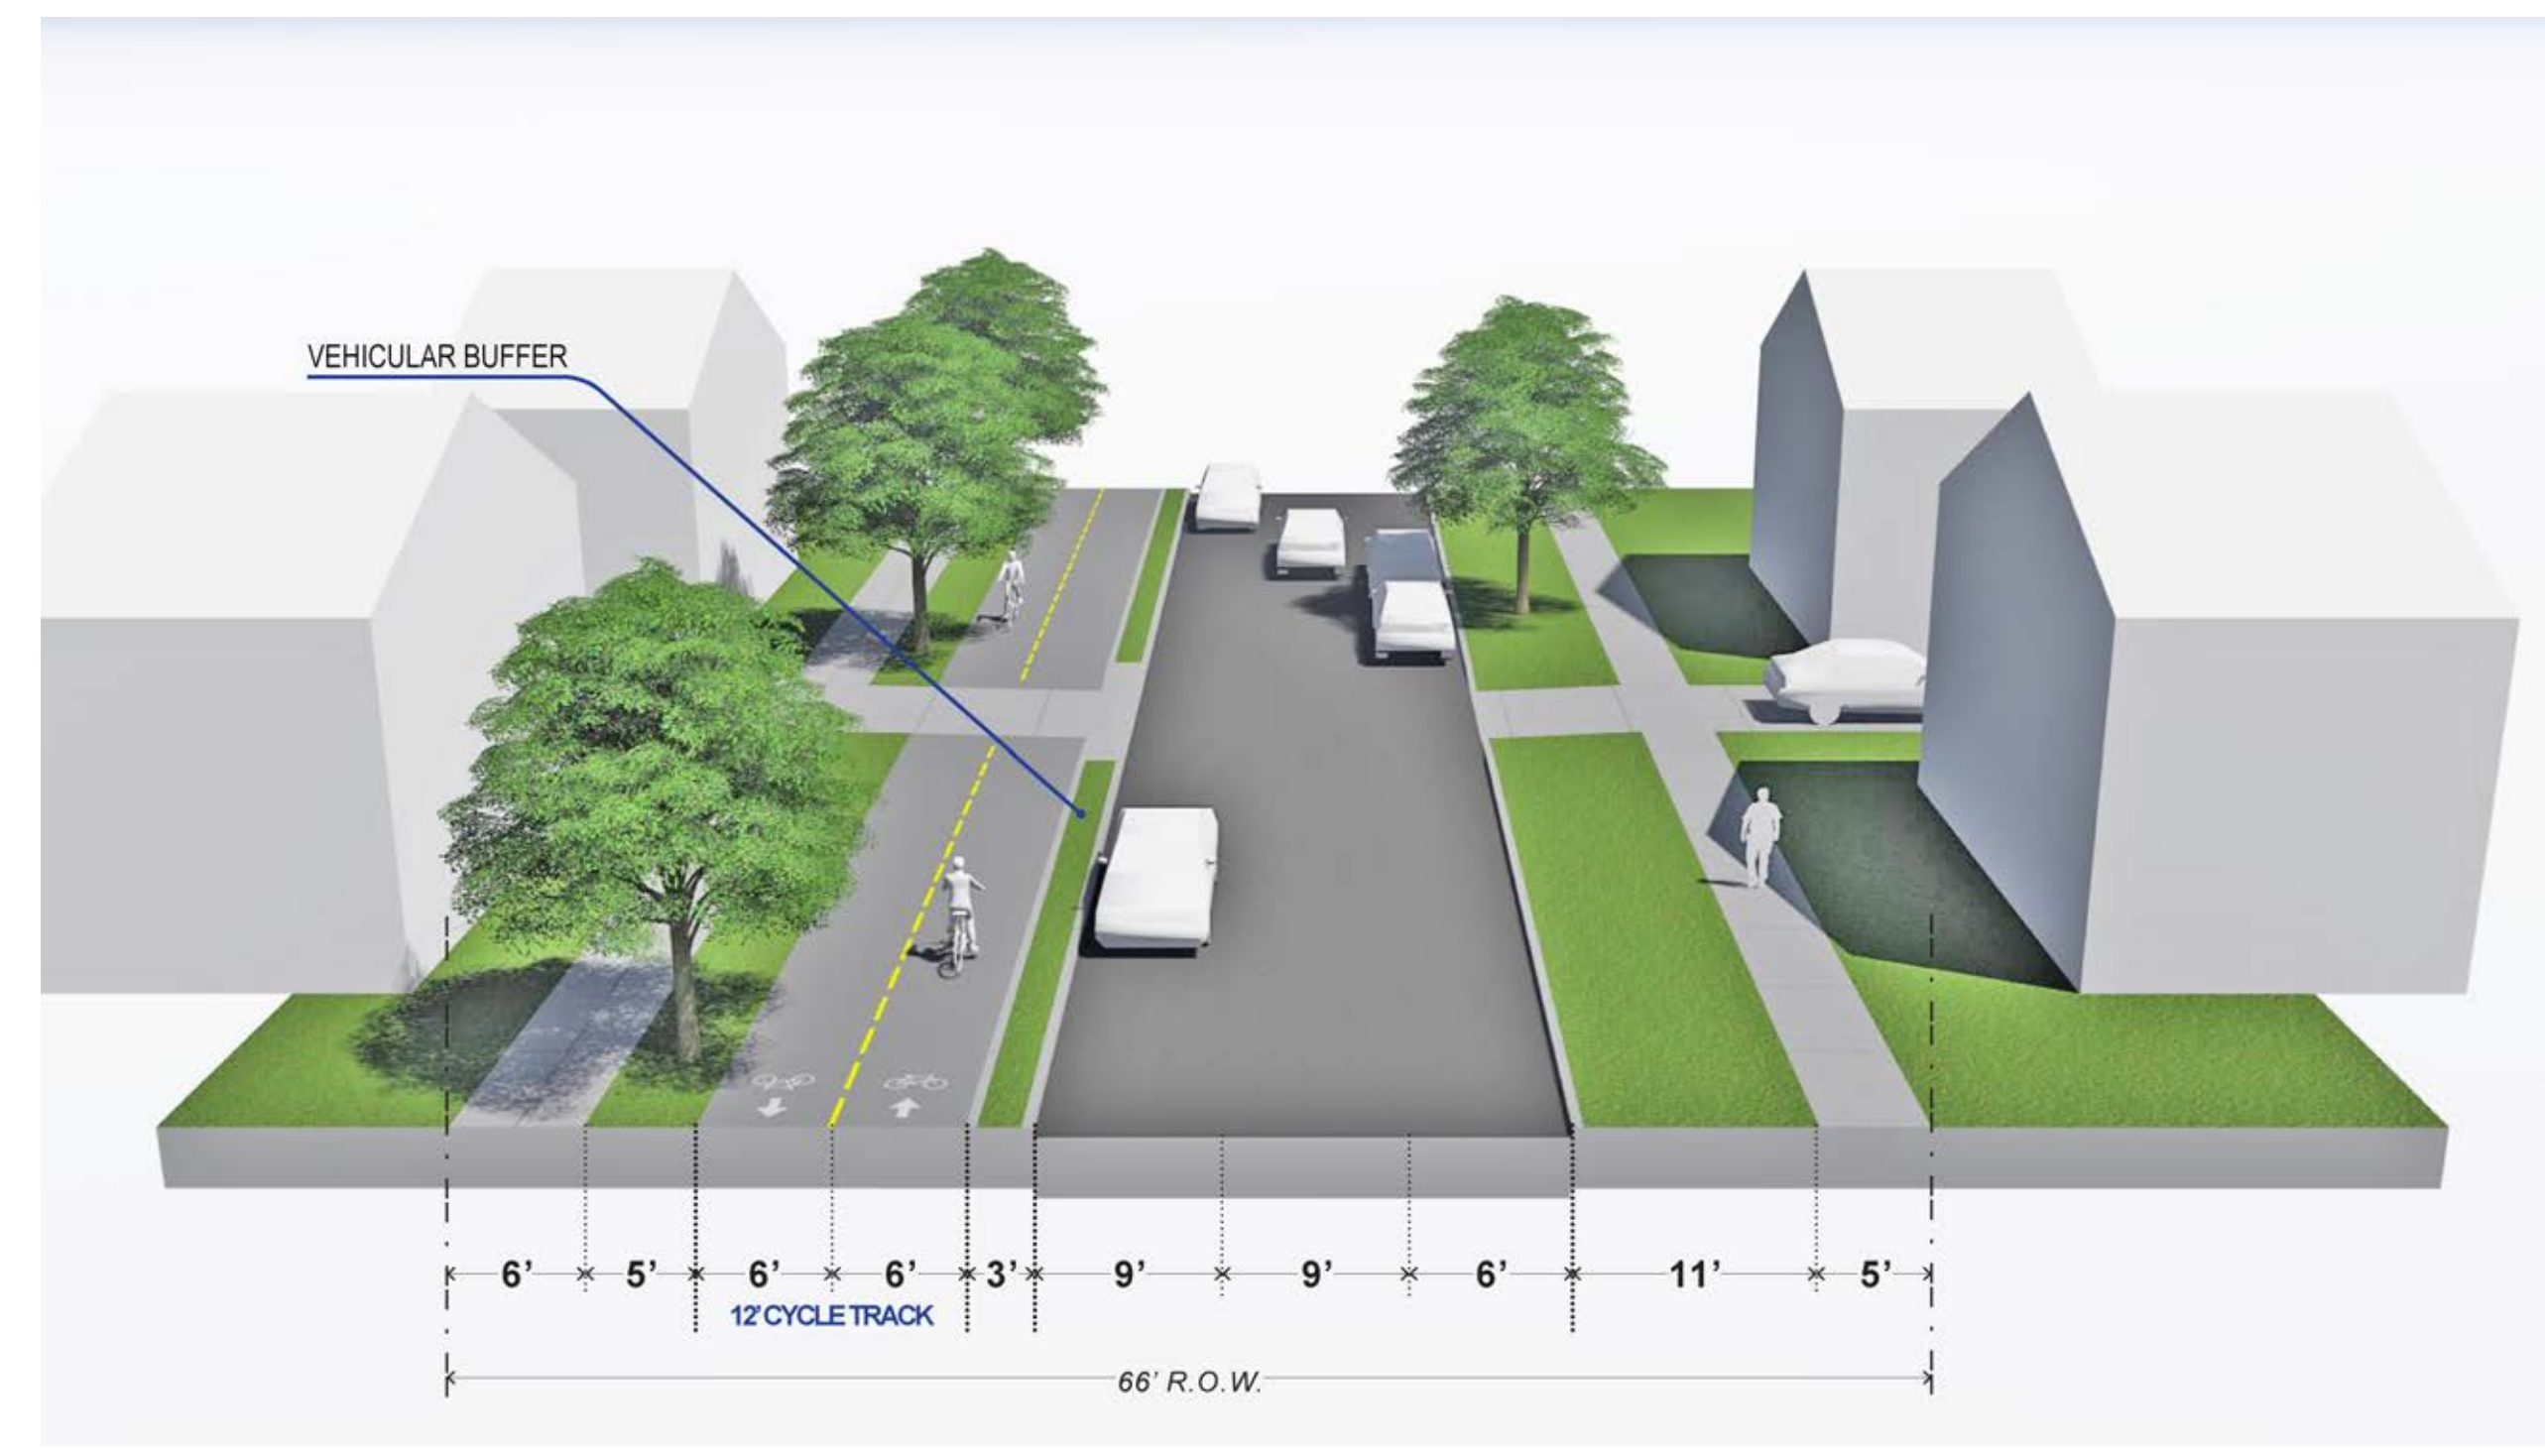 VEHICULAR BUFFER
6' 5' 6' 6' 3' 9' 9' 6' 11' 5'
12' CYCLE TRACK
66' R.O.W.